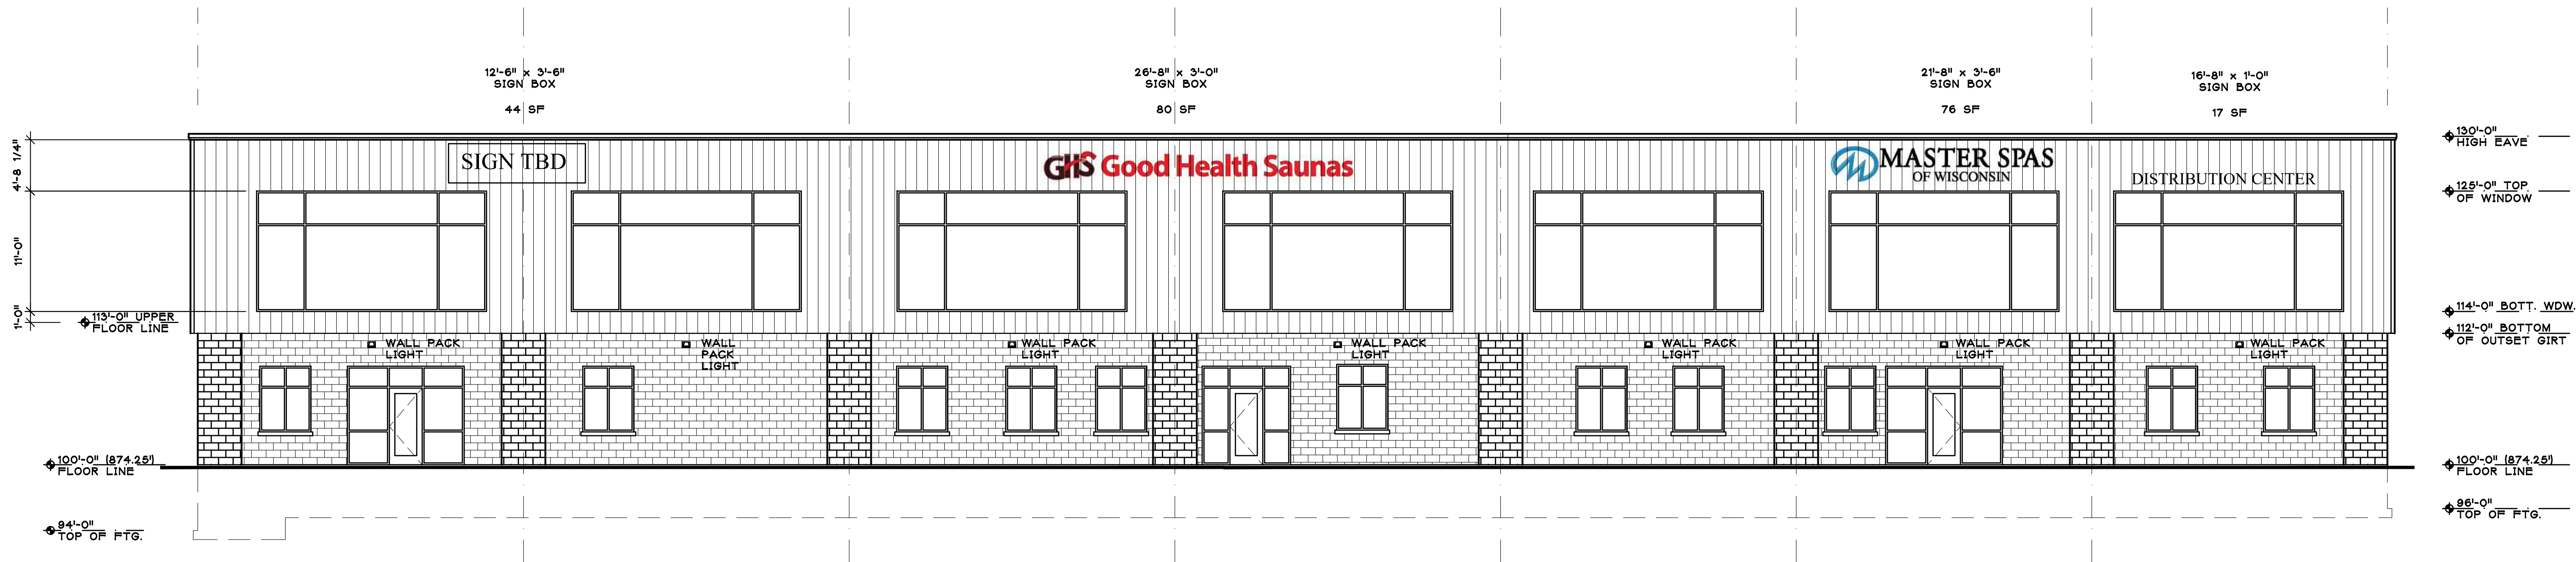 12'-6" x 3'-6"
SIGN BOX
44 SF
26'-8" x 3'-0"
SIGN BOX
80 SF
21'-8" x 3'-6"
SIGN BOX
76 SF
16'-8" x 1'-0"
SIGN BOX
17 SF
4'-8 1/4"
11'-0"
1'-0"
SIGN TBD
GHS Good Health Saunas
MASTER SPAS
OF WISCONSIN
DISTRIBUTION CENTER
130'-0"
HIGH EAVE
125'-0" TOP
OF WINDOW
114'-0" BOTT. WDW.
112'-0" BOTTOM
OF OUTSET GIRT
113'-0" UPPER
FLOOR LINE
WALL PACK
LIGHT
WALL
PACK
LIGHT
WALL PACK
LIGHT
WALL PACK
LIGHT
WALL PACK
LIGHT
WALL PACK
LIGHT
WALL PACK
LIGHT
100'-0" (874.25')
FLOOR LINE
100'-0" (874.25')
FLOOR LINE
94'-0"
TOP OF FTG.
96'-0"
TOP OF FTG.